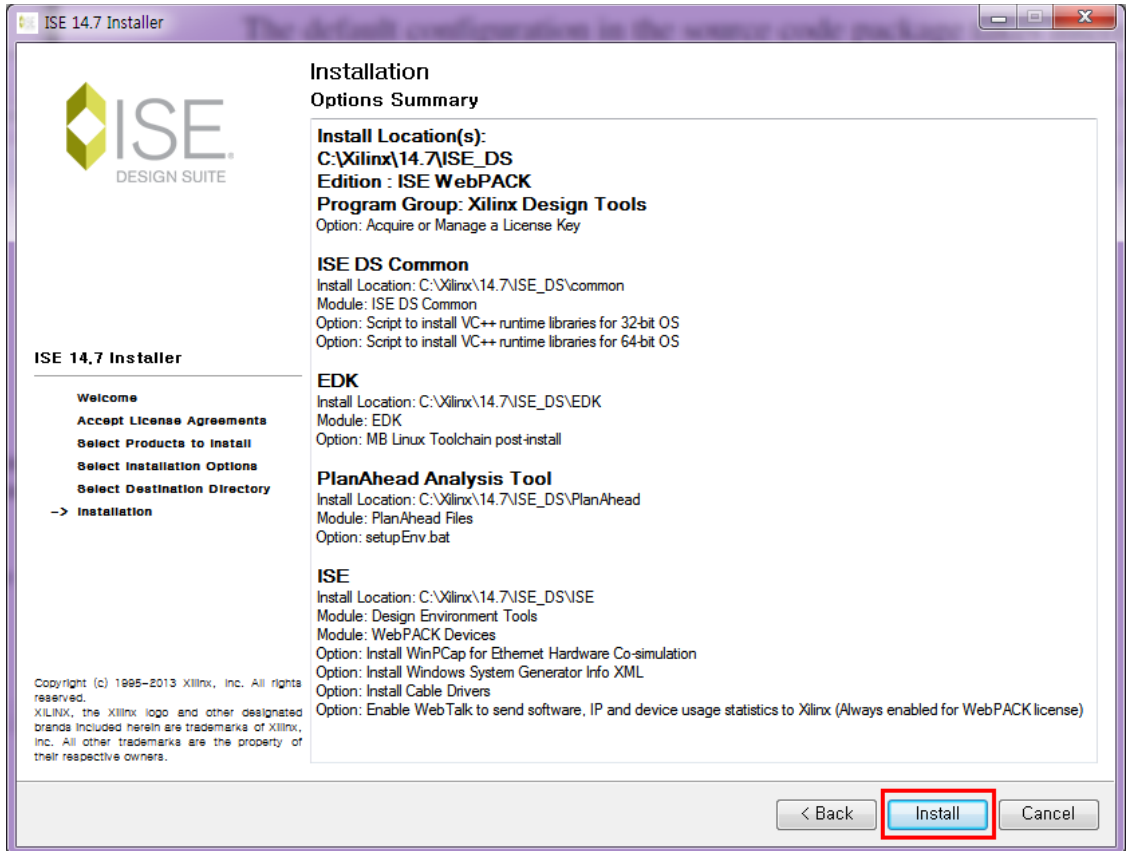 ISE 14.7 Installer
The default configuration in the source code package
ISE.
DESIGN SUITE
ISE 14.7 Installer
Welcome
Accept License Agreements
Select Products to Install
Select Installation Options
Select Destination Directory
-> Installation
Copyright (c) 1995-2013 Xilinx, Inc. All rights
reserved.
XILINX, the Xilinx logo and other designated
brands included herein are trademarks of Xilinx,
Inc. All other trademarks are the property of
their respective owners.
Installation
Options Summary
Install Location(s):
C:\Xilinx\14.7\ISE_DS
Edition : ISE WebPACK
Program Group: Xilinx Design Tools
Option: Acquire or Manage a License Key
ISE DS Common
Install Location: C:\Xilinx\14.7\ISE_DS\common
Module: ISE DS Common
Option: Script to install VC++ runtime libraries for 32-bit OS
Option: Script to install VC++ runtime libraries for 64-bit OS
EDK
Install Location: C:\Xilinx\14.7\ISE_DS\EDK
Module: EDK
Option: MB Linux Toolchain post-install
PlanAhead Analysis Tool
Install Location: C:\Xilinx\14.7\ISE_DS\PlanAhead
Module: PlanAhead Files
Option: setupEnv.bat
ISE
Install Location: C:\Xilinx\14.7\ISE_DS\ISE
Module: Design Environment Tools
Module: WebPACK Devices
Option: Install WinPCap for Ethernet Hardware Co-simulation
Option: Install Windows System Generator Info XML
Option: Install Cable Drivers
Option: Enable WebTalk to send software, IP and device usage statistics to Xilinx (Always enabled for WebPACK license)
< Back
Install
Cancel